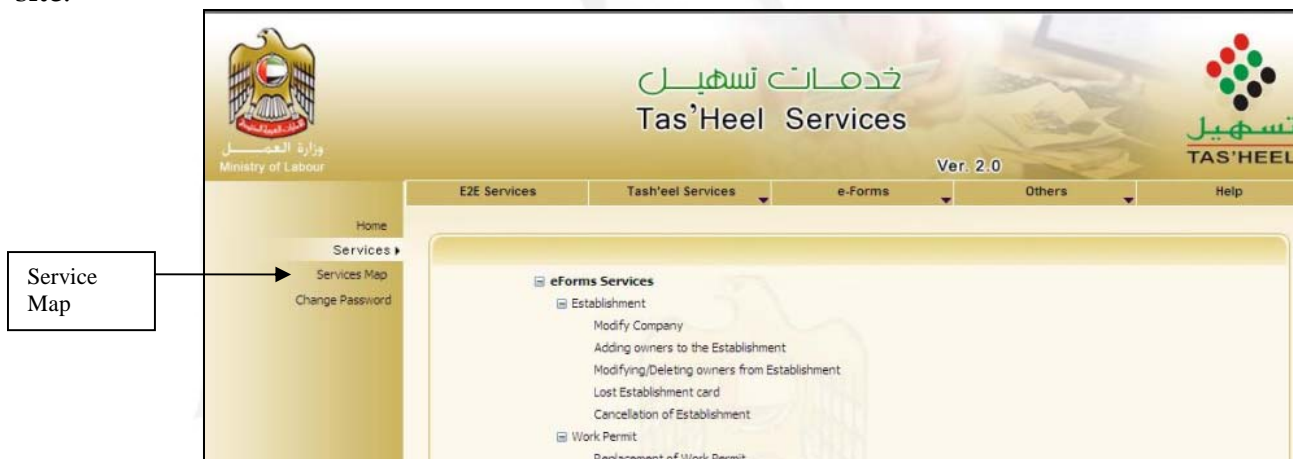 site.
خدمات تسهيل
Tas'Heel Services
Ver. 2.0
وزارة العمل
Ministry of Labour
تسهيل
TAS'HEEL
E2E Services
Tash'eel Services
e-Forms
Others
Help
Home
Services
Services Map
Change Password
Service
Map
eForms Services
Establishment
Modify Company
Adding owners to the Establishment
Modifying/Deleting owners from Establishment
Lost Establishment card
Cancellation of Establishment
Work Permit
Replacement of Work Permit